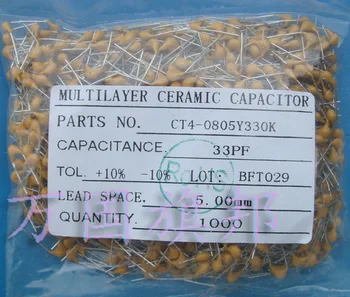 MULTILAYER CERAMIC CAPACITOR
PARTS NO. CT4-0805Y330K
CAPACITANCE. 33PF
TOL. +10% -10% LOT: BFT029
LEAD SPACE. 5.00mm
QUANTITY. 1000
RoHS